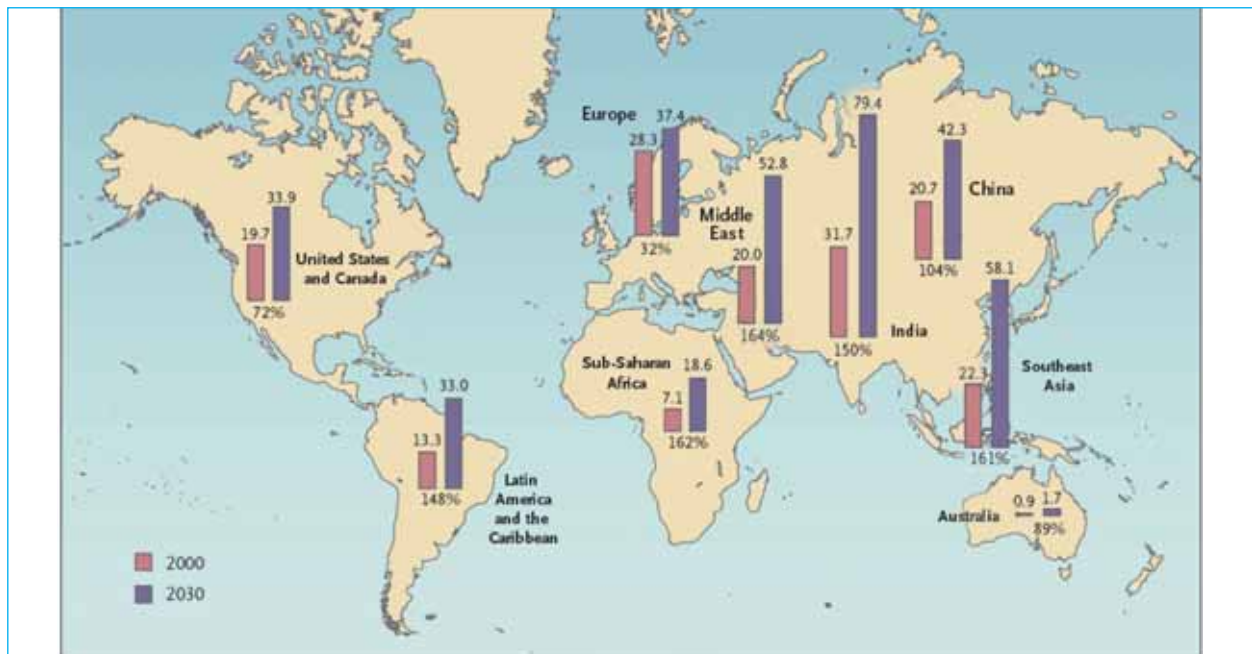 Europe
28.3
37.4
32%
United States
and Canada
19.7
33.9
72%
Middle
East
20.0
52.8
164%
79.4
31.7
India
150%
42.3
20.7
China
104%
58.1
22.3
Southeast
Asia
161%
Sub-Saharan
Africa
7.1
18.6
162%
33.0
13.3
148%
Latin
America
and the
Caribbean
Australia
0.9
1.7
89%
2000
2030